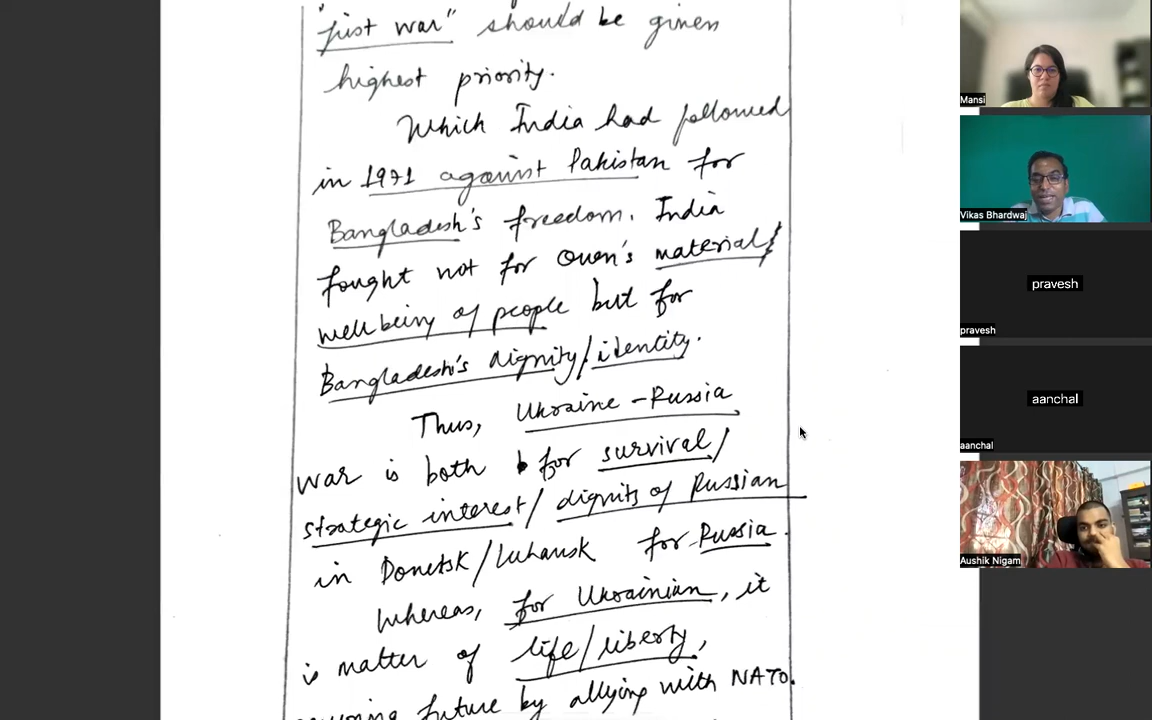 "just war" should be given
highest priority.
Which India had followed
in 1971 against Pakistan for
Bangladesh's freedom. India
fought not for Owen's material
well being of people but for
Bangladesh's dignity/identity.
Thus, Ukraine-Russia
war is both for survival/
strategic interest/dignity of Russian
in Donetsk/Luhansk for Russia.
Whereas, for Ukrainian, it
is matter of life/liberty,
future by allying with NATO.
Mansi
Vikas Bhardwaj
pravesh
pravesh
aanchal
aanchal
Aushik Nigam